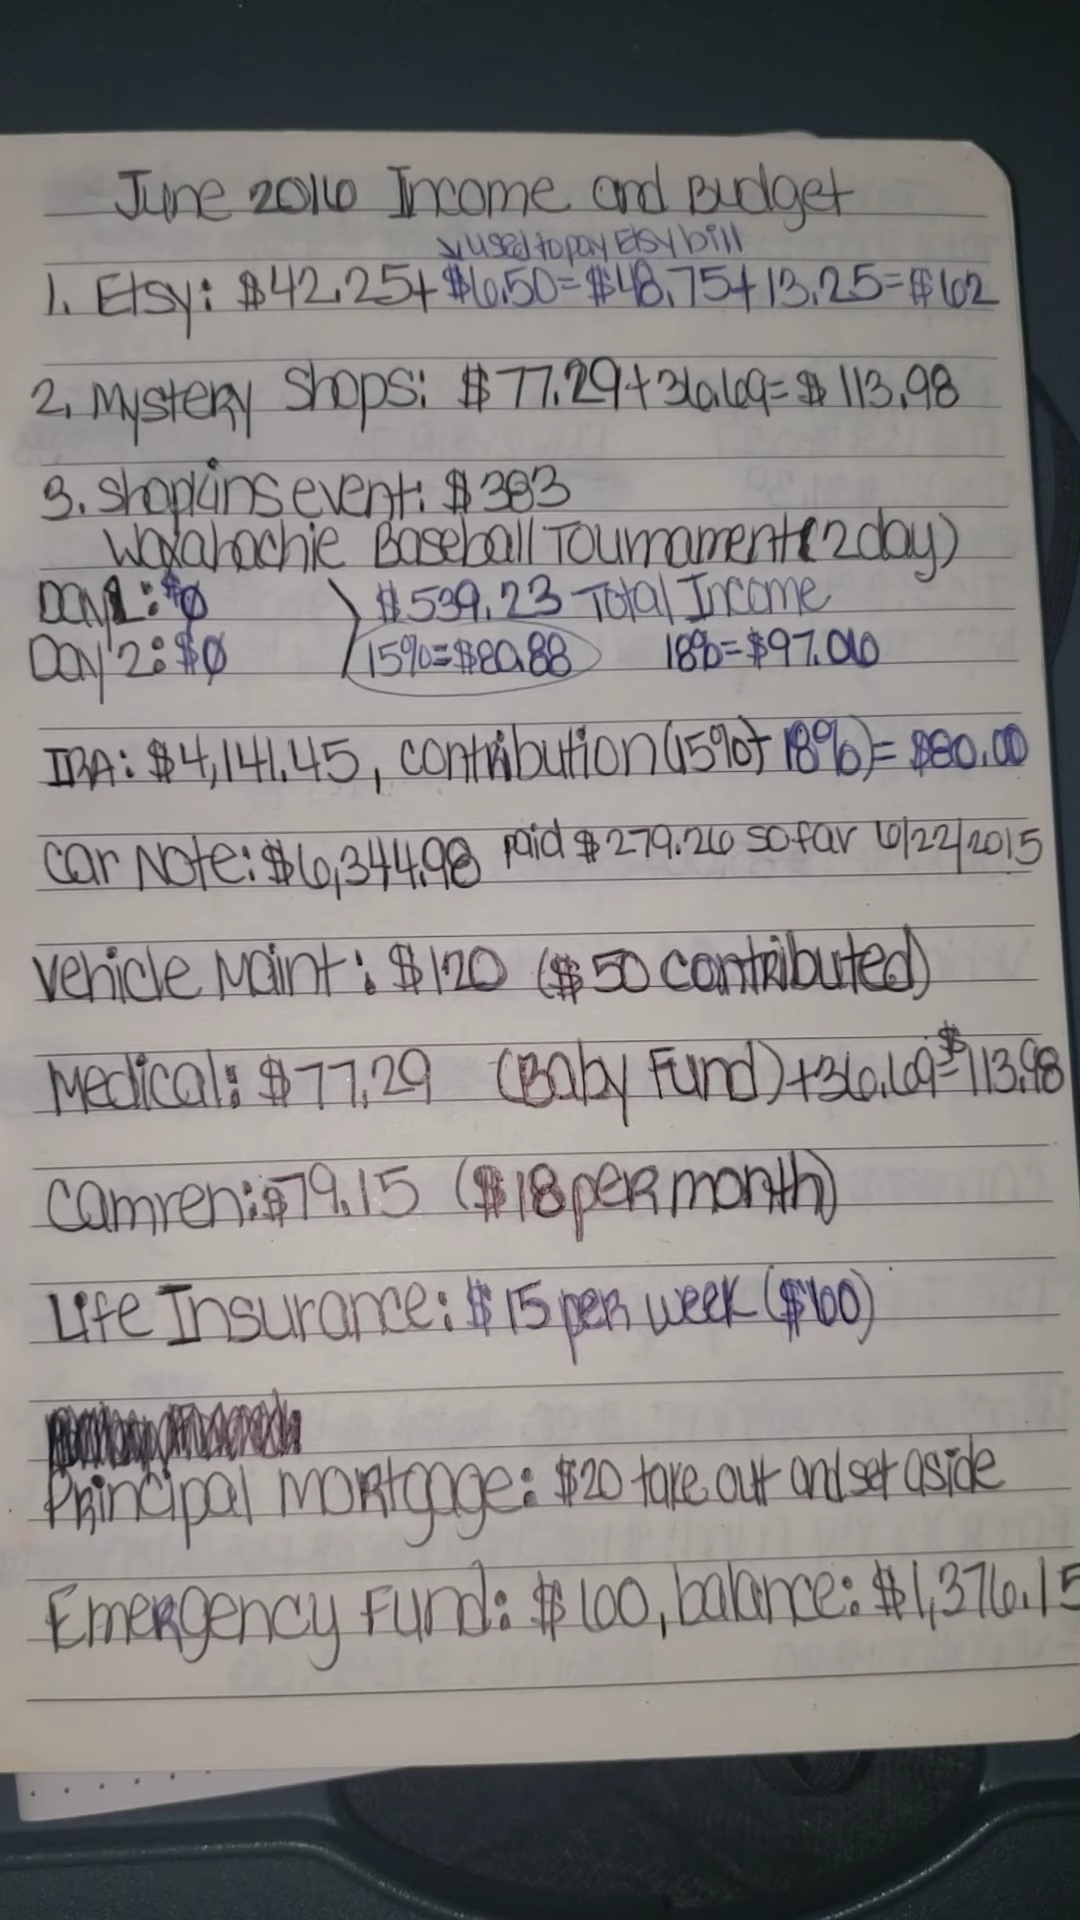 June 2016 Income and Budget
↘ used to pay Etsy bill
1. Etsy: $42.25+ $6.50= $48.75+13.25= $62
2. Mystery Shops: $77.29+36.69= $113.98
3. Shopkins event: $383
Waxahachie Baseball Tournament (2 day)
Day 1: $0
$539.23 Total Income
Day 2: $0
15%=$80.88 18%=$97.06
IRA: $4,141.45, contribution (15% + 18%)= $80.00
Car Note: $6,344.98 paid $279.26 so far 6/22/2015
Vehicle Maint: $120 ($50 contributed)
Medical: $77.29 (Baby Fund) +36.69=$113.98
Camren: $79.15 ($18 per month)
Life Insurance: $15 per week ($60)
Principal Mortgage: $20 take out and set aside
Emergency Fund: $100, balance: $1,376.15